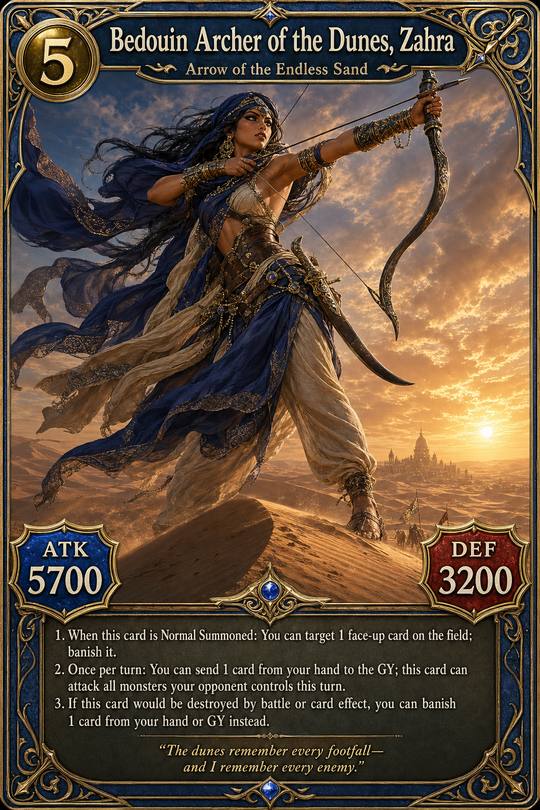 5
Bedouin Archer of the Dunes, Zahra
Arrow of the Endless Sand
ATK
5700
DEF
3200
1. When this card is Normal Summoned: You can target 1 face-up card on the field;
banish it.
2. Once per turn: You can send 1 card from your hand to the GY; this card can
attack all monsters your opponent controls this turn.
3. If this card would be destroyed by battle or card effect, you can banish
1 card from your hand or GY instead.
“The dunes remember every footfall—
and I remember every enemy.”